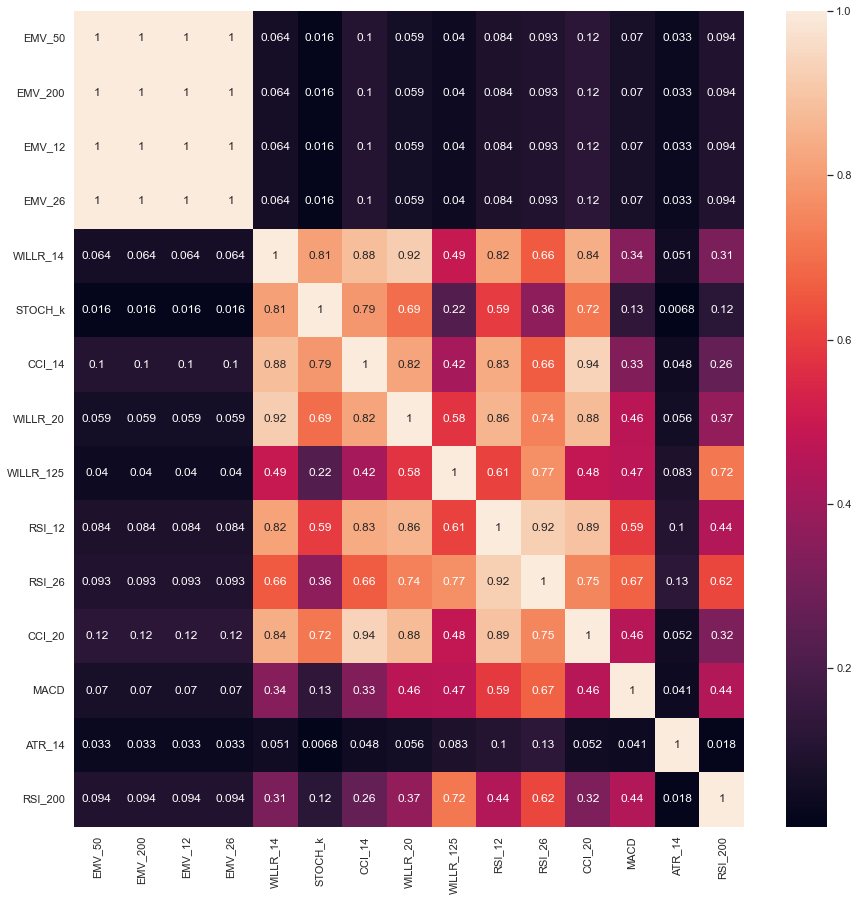 EMV_50 1 1 1 1 0.064 0.016 0.1 0.059 0.04 0.084 0.093 0.12 0.07 0.033 0.094
EMV_200 1 1 1 1 0.064 0.016 0.1 0.059 0.04 0.084 0.093 0.12 0.07 0.033 0.094
EMV_12 1 1 1 1 0.064 0.016 0.1 0.059 0.04 0.084 0.093 0.12 0.07 0.033 0.094
EMV_26 1 1 1 1 0.064 0.016 0.1 0.059 0.04 0.084 0.093 0.12 0.07 0.033 0.094
WILLR_14 0.064 0.064 0.064 0.064 1 0.81 0.88 0.92 0.49 0.82 0.66 0.84 0.34 0.051 0.31
STOCH_k 0.016 0.016 0.016 0.016 0.81 1 0.79 0.69 0.22 0.59 0.36 0.72 0.13 0.0068 0.12
CCI_14 0.1 0.1 0.1 0.1 0.88 0.79 1 0.82 0.42 0.83 0.66 0.94 0.33 0.048 0.26
WILLR_20 0.059 0.059 0.059 0.059 0.92 0.69 0.82 1 0.58 0.86 0.74 0.88 0.46 0.056 0.37
WILLR_125 0.04 0.04 0.04 0.04 0.49 0.22 0.42 0.58 1 0.61 0.77 0.48 0.47 0.083 0.72
RSI_12 0.084 0.084 0.084 0.084 0.82 0.59 0.83 0.86 0.61 1 0.92 0.89 0.59 0.1 0.44
RSI_26 0.093 0.093 0.093 0.093 0.66 0.36 0.66 0.74 0.77 0.92 1 0.75 0.67 0.13 0.62
CCI_20 0.12 0.12 0.12 0.12 0.84 0.72 0.94 0.88 0.48 0.89 0.75 1 0.46 0.052 0.32
MACD 0.07 0.07 0.07 0.07 0.34 0.13 0.33 0.46 0.47 0.59 0.67 0.46 1 0.041 0.44
ATR_14 0.033 0.033 0.033 0.033 0.051 0.0068 0.048 0.056 0.083 0.1 0.13 0.052 0.041 1 0.018
RSI_200 0.094 0.094 0.094 0.094 0.31 0.12 0.26 0.37 0.72 0.44 0.62 0.32 0.44 0.018 1
EMV_50 EMV_200 EMV_12 EMV_26 WILLR_14 STOCH_k CCI_14 WILLR_20 WILLR_125 RSI_12 RSI_26 CCI_20 MACD ATR_14 RSI_200
1.0
0.8
0.6
0.4
0.2